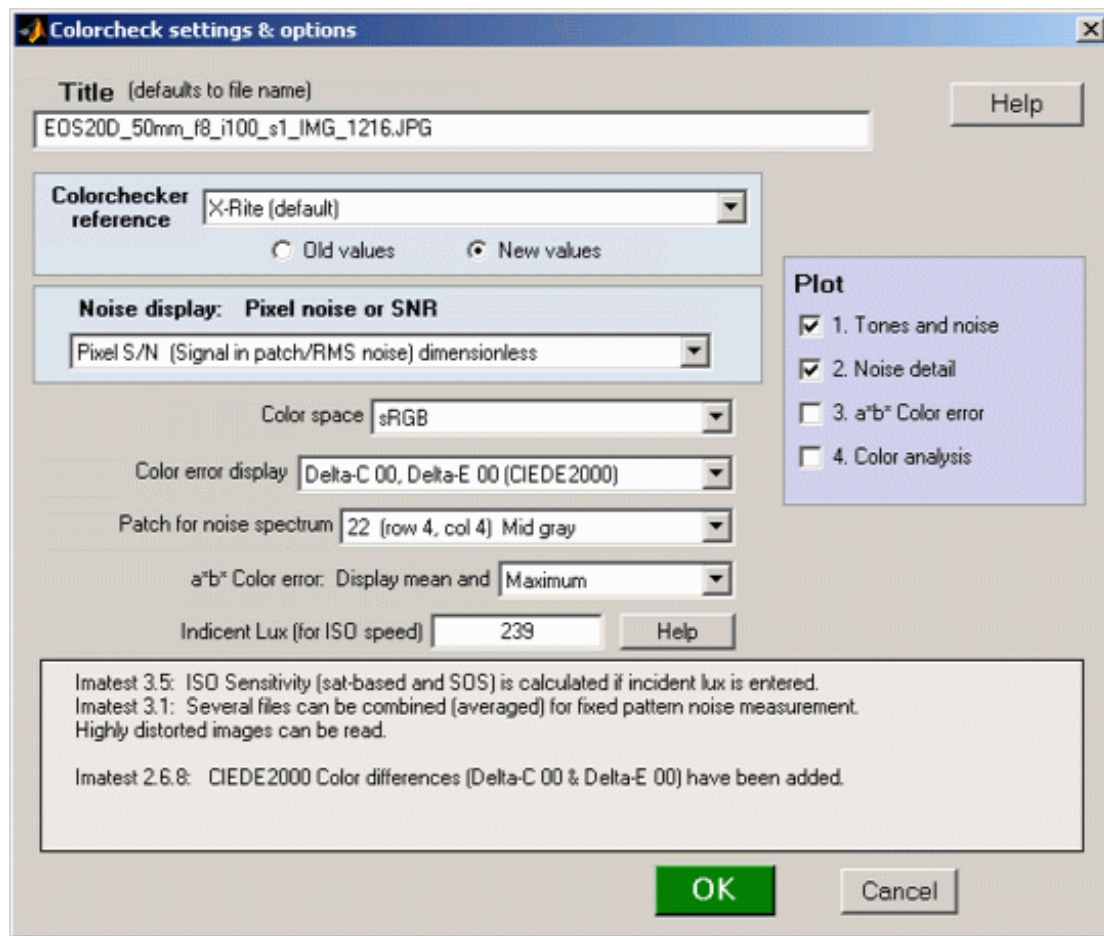 Colorcheck settings & options
Title (defaults to file name)
Help
EOS20D_50mm_f8_i100_s1_IMG_1216.JPG
Colorchecker reference
X-Rite (default)
Old values
New values
Noise display: Pixel noise or SNR
Pixel S/N (Signal in patch/RMS noise) dimensionless
Plot
1. Tones and noise
2. Noise detail
3. a*b* Color error
4. Color analysis
Color space
sRGB
Color error display
Delta-C 00, Delta-E 00 (CIEDE2000)
Patch for noise spectrum
22 (row 4, col 4) Mid gray
a*b* Color error: Display mean and
Maximum
Indicent Lux (for ISO speed)
239
Help
Imatest 3.5: ISO Sensitivity (sat-based and SOS) is calculated if incident lux is entered.
Imatest 3.1: Several files can be combined (averaged) for fixed pattern noise measurement.
Highly distorted images can be read.
Imatest 2.6.8: CIEDE2000 Color differences (Delta-C 00 & Delta-E 00) have been added.
OK
Cancel